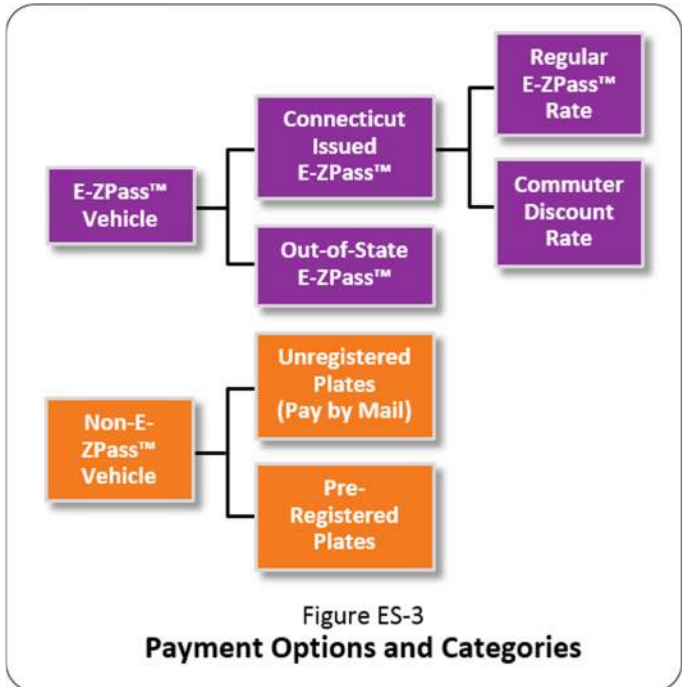 Regular
E-ZPass™
Rate
Connecticut
Issued
E-ZPass™
Commuter
Discount
Rate
E-ZPass™
Vehicle
Out-of-State
E-ZPass™
Unregistered
Plates
(Pay by Mail)
Non-E-
ZPass™
Vehicle
Pre-
Registered
Plates
Figure ES-3
Payment Options and Categories